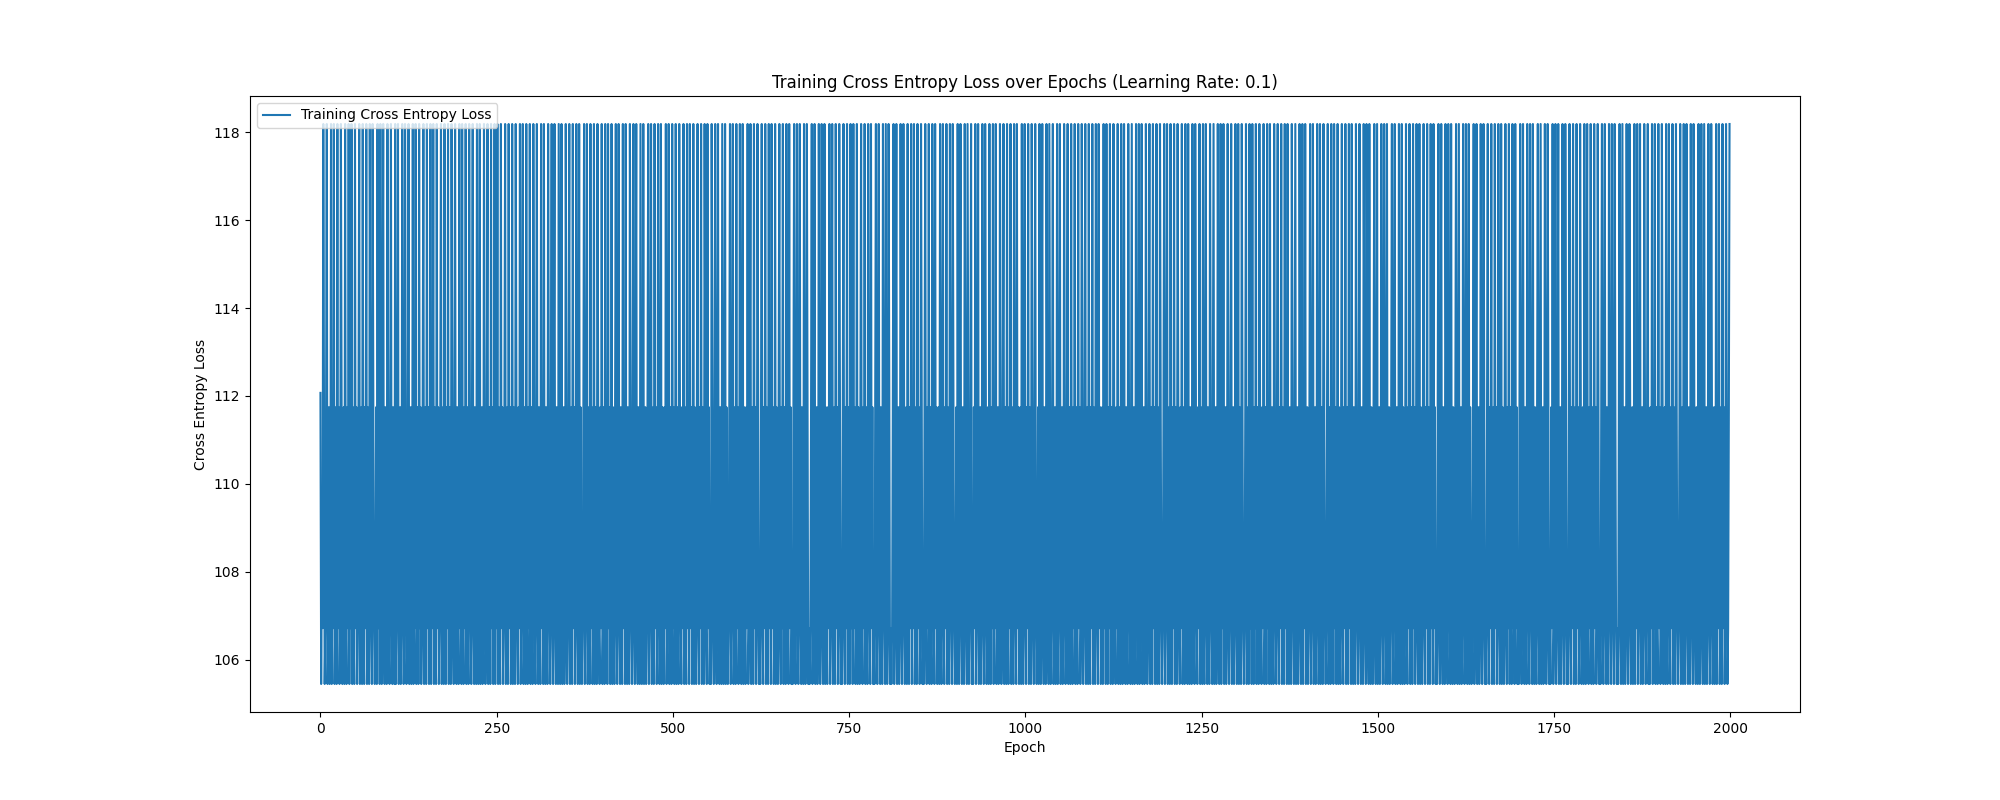 Training Cross Entropy Loss over Epochs (Learning Rate: 0.1)
Training Cross Entropy Loss
118
116
114
112
110
108
106
Cross Entropy Loss
0 250 500 750 1000 1250 1500 1750 2000
Epoch